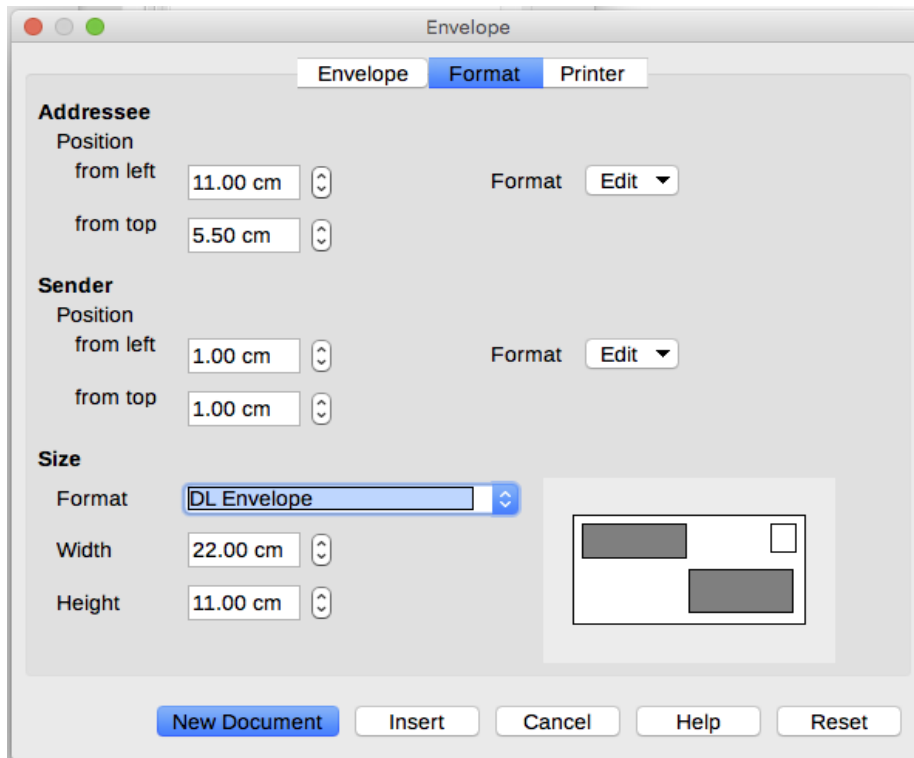 Envelope
Envelope Format Printer
Addressee
Position
from left 11.00 cm Format Edit
from top 5.50 cm
Sender
Position
from left 1.00 cm Format Edit
from top 1.00 cm
Size
Format DL Envelope
Width 22.00 cm
Height 11.00 cm
New Document Insert Cancel Help Reset